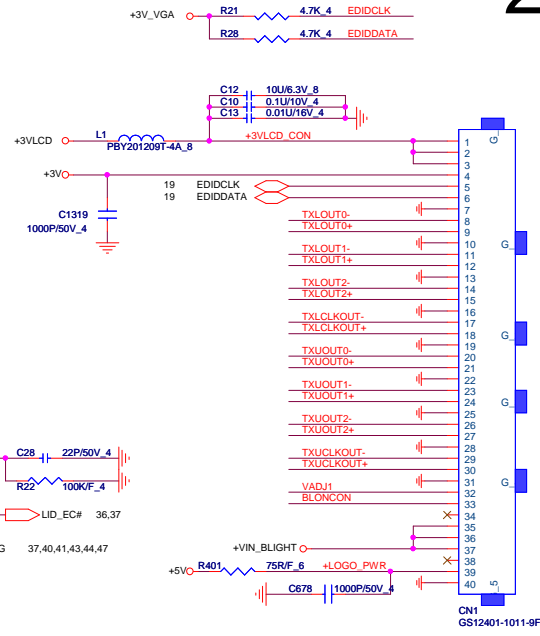 2
+3V_VGA R21 4.7K_4 EDIDCLK
R28 4.7K_4 EDIDDATA
C12 10U/6.3V_8
C10 0.1U/10V_4
C13 0.01U/16V_4
+3VLCD L1 PBY201209T-4A_8 +3VLCD_CON
+3V
19 EDIDCLK
19 EDIDDATA
C1319
1000P/50V_4
TXLOUT0-
TXLOUT0+
TXLOUT1-
TXLOUT1+
TXLOUT2-
TXLOUT2+
TXLCLKOUT-
TXLCLKOUT+
TXUOUT0-
TXUOUT0+
TXUOUT1-
TXUOUT1+
TXUOUT2-
TXUOUT2+
TXUCLKOUT-
TXUCLKOUT+
VADJ1
BLONCON
1
2
3
4
5
6
7
8
9
10
11
12
13
14
15
16
17
18
19
20
21
22
23
24
25
26
27
28
29
30
31
32
33
34
35
36
37
38
39
40
G_
G_
G_
G_
G_
G_5
C28 22P/50V_4
R22 100K/F_4
LID_EC# 36,37
G 37,40,41,43,44,47
+VIN_BLIGHT
+5V R401 75R/F_6 +LOGO_PWR
C678 1000P/50V_4
CN1
GS12401-1011-9F